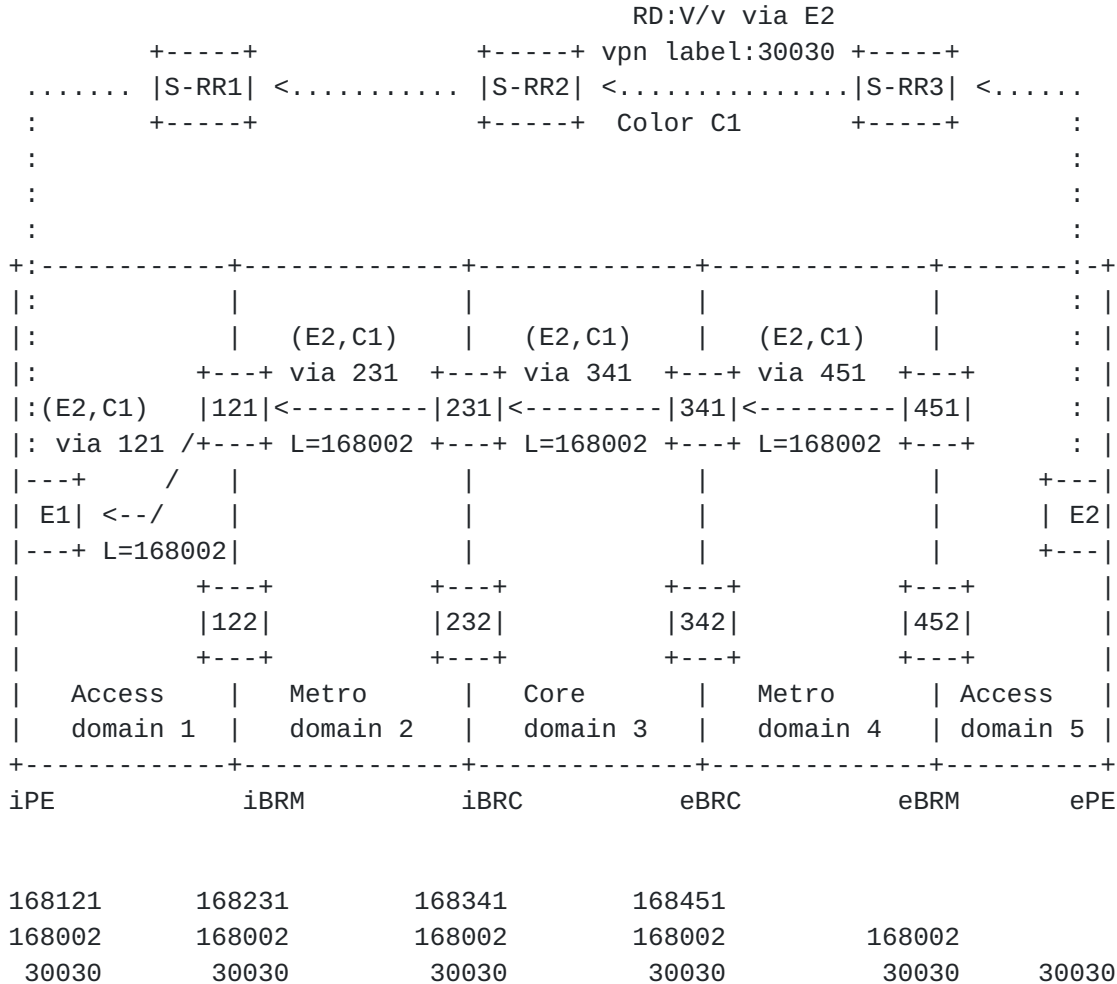 RD:V/v via E2
         +-----+              +-----+ vpn label:30030 +-----+
 ....... |S-RR1| <........... |S-RR2| <...............|S-RR3| <......
 :       +-----+              +-----+  Color C1       +-----+       :
 :                                                                  :
 :                                                                  :
 :                                                                  :
+:------------+--------------+--------------+--------------+--------:-+
|:            |              |              |              |        : |
|:            |   (E2,C1)    |   (E2,C1)    |   (E2,C1)    |        : |
|:          +---+ via 231  +---+ via 341  +---+ via 451  +---+      : |
|:(E2,C1)   |121|<---------|231|<---------|341|<---------|451|      : |
|: via 121 /+---+ L=168002 +---+ L=168002 +---+ L=168002 +---+      : |
|---+     /   |              |              |              |      +---|
| E1| <--/    |              |              |              |      | E2|
|---+ L=168002|              |              |              |      +---|
|           +---+          +---+          +---+          +---+        |
|           |122|          |232|          |342|          |452|        |
|           +---+          +---+          +---+          +---+        |
|   Access    |   Metro      |   Core       |   Metro      | Access   |
|   domain 1  |   domain 2   |   domain 3   |   domain 4   | domain 5 |
+-------------+--------------+--------------+--------------+----------+
iPE            iBRM          iBRC          eBRC           eBRM      ePE
168121      168231        168341        168451
168002      168002        168002        168002         168002
 30030       30030         30030         30030          30030     30030